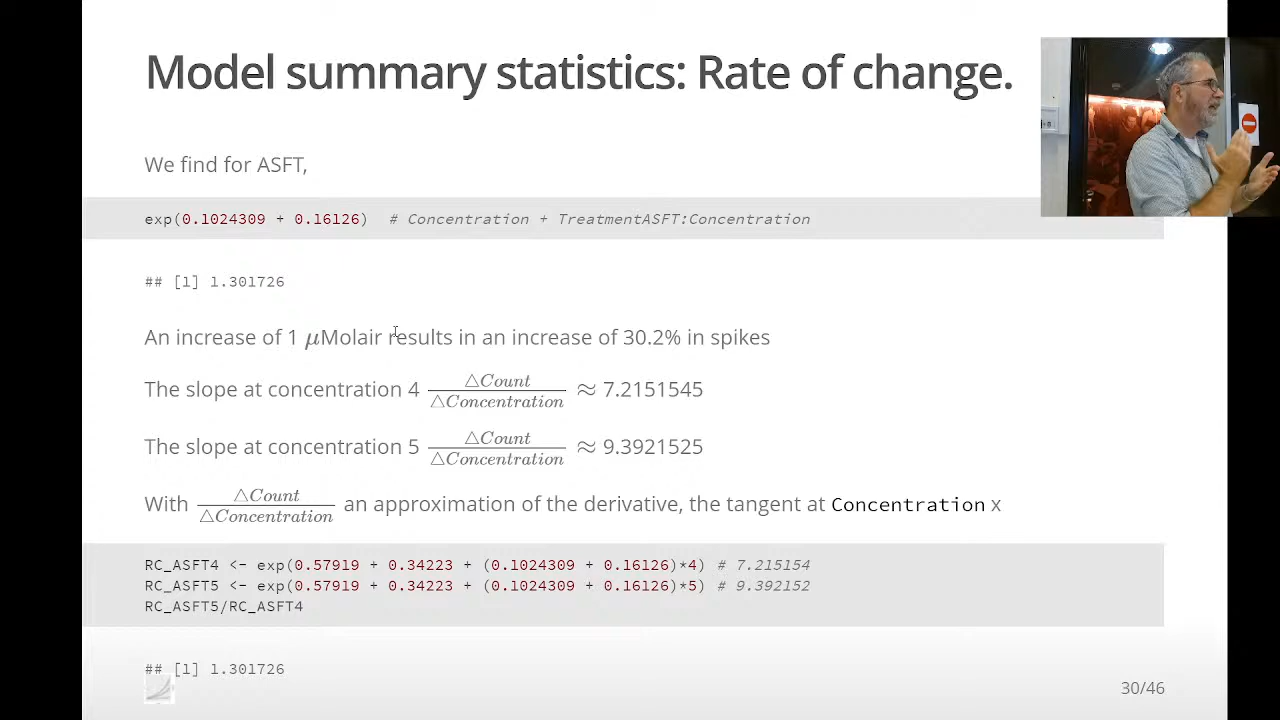 Model summary statistics: Rate of change.
We find for ASFT,
exp(0.1024309 + 0.16126)  # Concentration + TreatmentASFT:Concentration
## [1] 1.301726
An increase of 1 μMolair results in an increase of 30.2% in spikes
The slope at concentration 4 △Count/△Concentration ≈ 7.2151545
The slope at concentration 5 △Count/△Concentration ≈ 9.3921525
With △Count/△Concentration an approximation of the derivative, the tangent at Concentration x
RC_ASFT4 <- exp(0.57919 + 0.34223 + (0.1024309 + 0.16126)*4) # 7.215154
RC_ASFT5 <- exp(0.57919 + 0.34223 + (0.1024309 + 0.16126)*5) # 9.392152
RC_ASFT5/RC_ASFT4
## [1] 1.301726
30/46